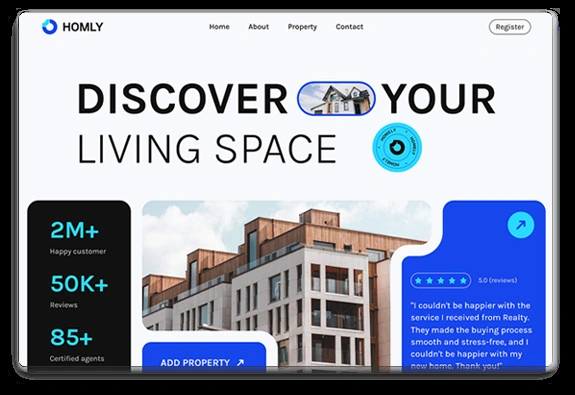 HOMLY
Home About Property Contact
Register
DISCOVER YOUR
LIVING SPACE
HOMELY HOMLY HOMLY
2M+
Happy customer
50K+
Reviews
85+
Certified agents
ADD PROPERTY
5.0 (reviews)
"I couldn't be happier with the
service I received from Realty.
They made the buying process
smooth and stress-free, and I
couldn't be happier with my
new home. Thank you!"